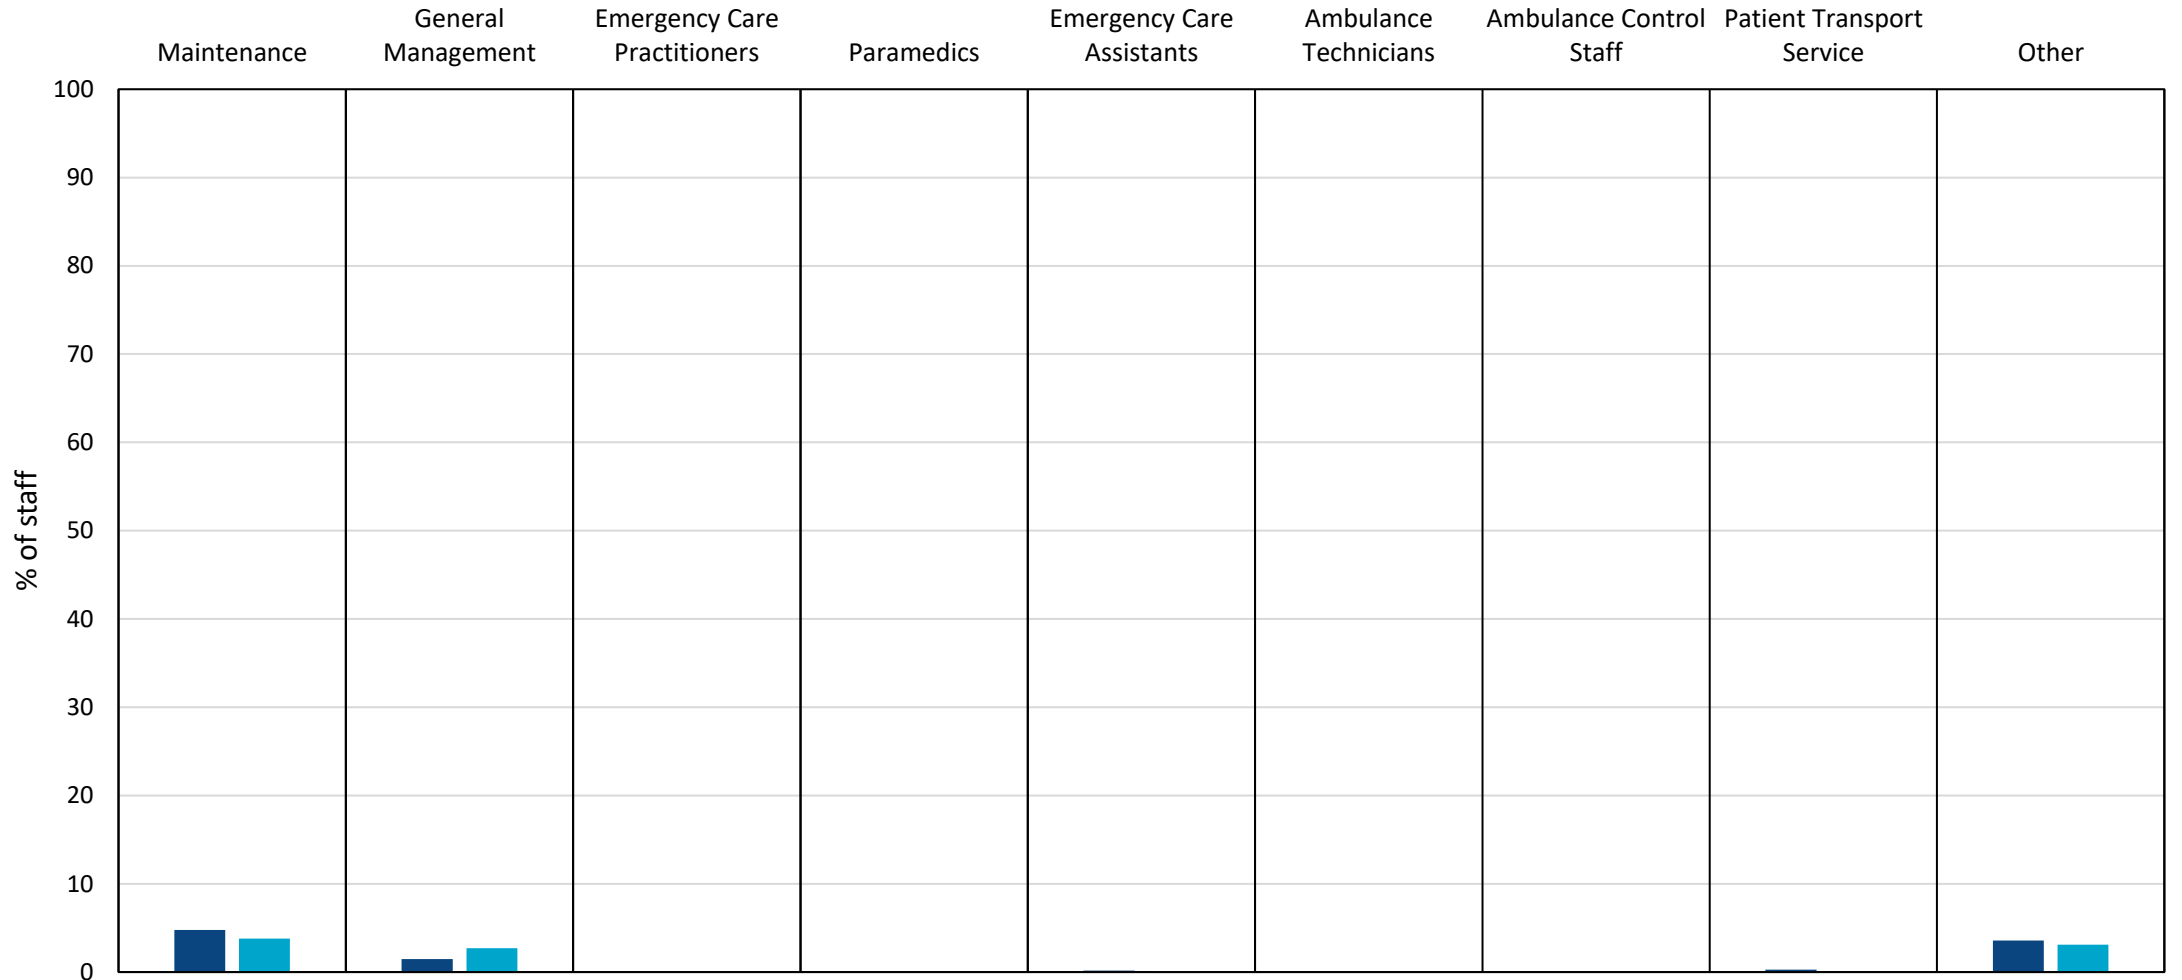 Maintenance
General
Management
Emergency Care
Practitioners
Paramedics
Emergency Care
Assistants
Ambulance
Technicians
Ambulance Control
Staff
Patient Transport
Service
Other
% of staff
100
90
80
70
60
50
40
30
20
10
0